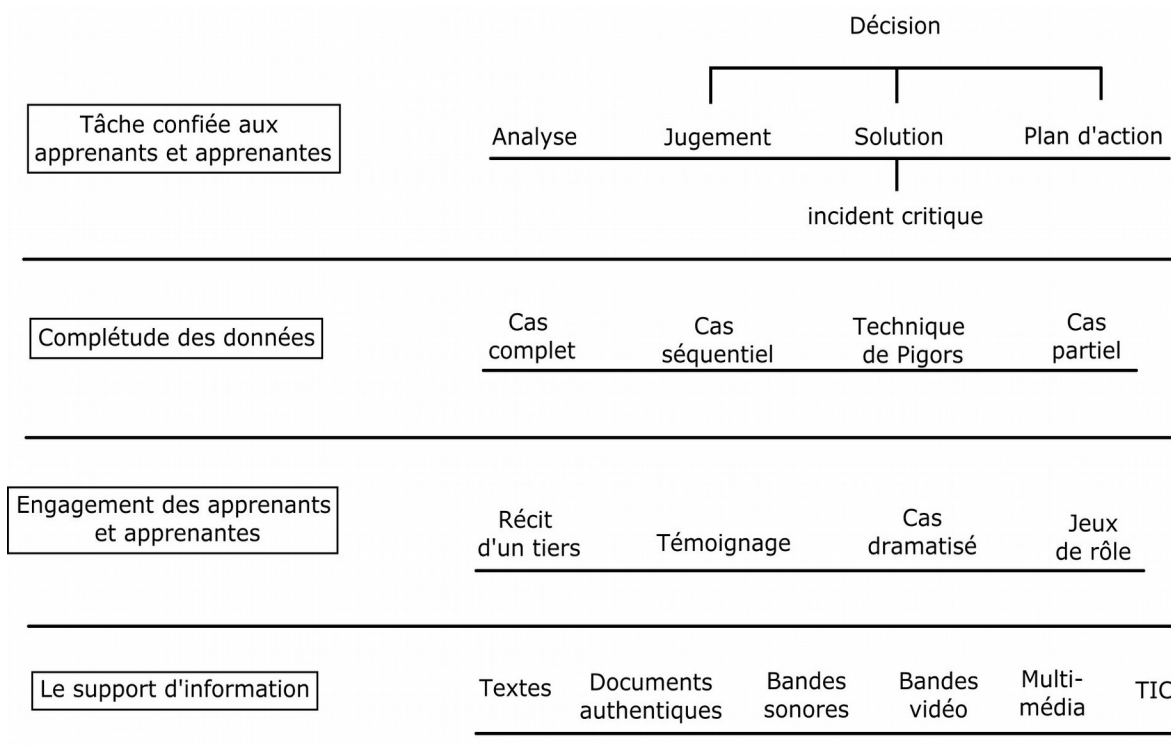 Décision
Tâche confiée aux
apprenants et apprenantes
Analyse Jugement Solution Plan d'action
incident critique
Complétude des données
Cas
complet
Cas
séquentiel
Technique
de Pigors
Cas
partiel
Engagement des apprenants
et apprenantes
Récit
d'un tiers
Témoignage
Cas
dramatisé
Jeux
de rôle
Le support d'information
Textes
Documents
authentiques
Bandes
sonores
Bandes
vidéo
Multi-
média
TIC